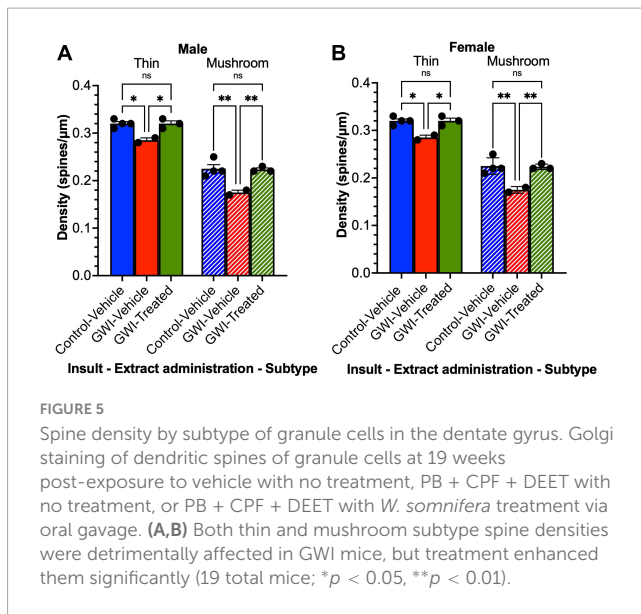 A
Male
Thin
Mushroom
ns
ns
*
*
**
**
Density (spines/μm)
0.4
0.3
0.2
0.1
0.0
Control-Vehicle
GWI-Vehicle
GWI-Treated
Control-Vehicle
GWI-Vehicle
GWI-Treated
Insult - Extract administration - Subtype
B
Female
Thin
Mushroom
ns
ns
*
*
**
**
Density (spines/μm)
0.4
0.3
0.2
0.1
0.0
Control-Vehicle
GWI-Vehicle
GWI-Treated
Control-Vehicle
GWI-Vehicle
GWI-Treated
Insult - Extract administration - Subtype
FIGURE 5
Spine density by subtype of granule cells in the dentate gyrus. Golgi
staining of dendritic spines of granule cells at 19 weeks
post-exposure to vehicle with no treatment, PB + CPF + DEET with
no treatment, or PB + CPF + DEET with W. somnifera treatment via
oral gavage. (A,B) Both thin and mushroom subtype spine densities
were detrimentally affected in GWI mice, but treatment enhanced
them significantly (19 total mice; *p < 0.05, **p < 0.01).